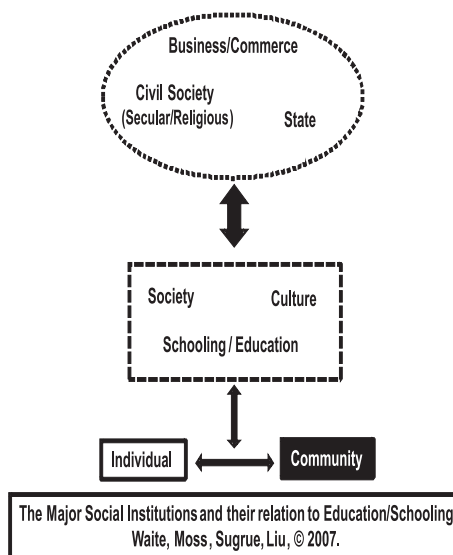 Business/Commerce
Civil Society
(Secular/Religious)
State
Society
Culture
Schooling / Education
Individual
Community
The Major Social Institutions and their relation to Education/Schooling
Waite, Moss, Sugrue, Liu, © 2007.